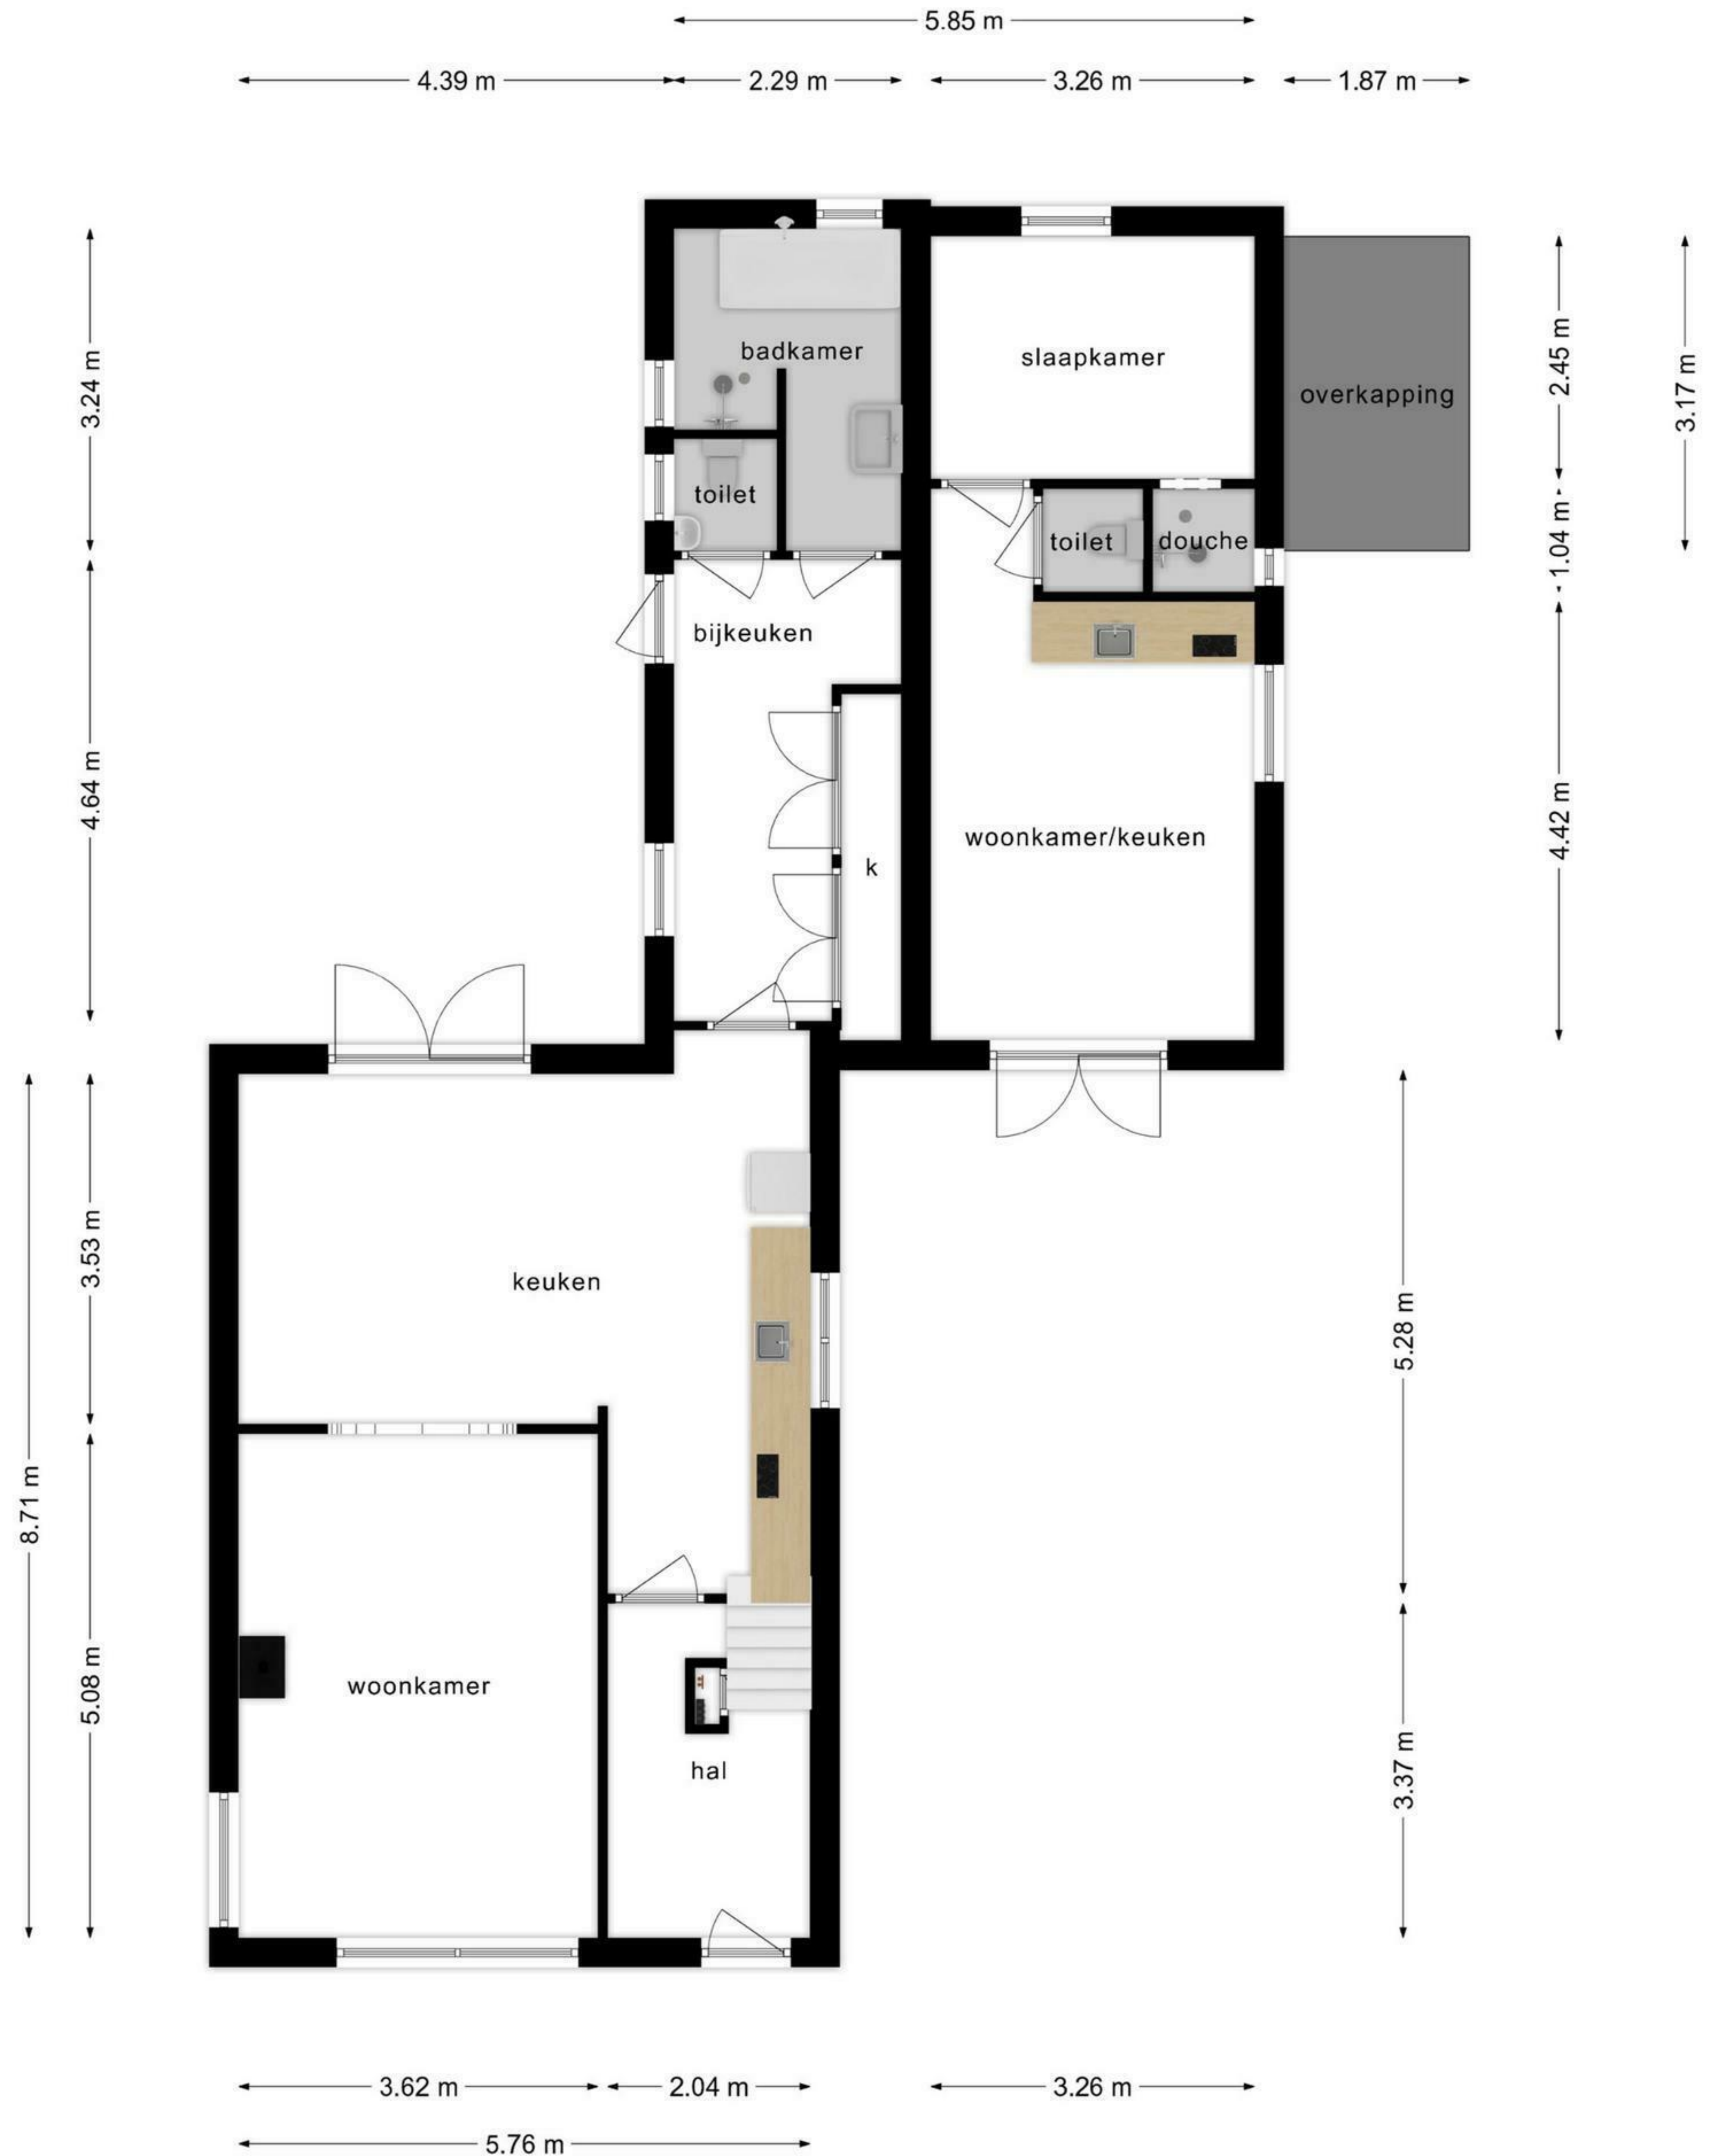 5.85 m
4.39 m
2.29 m
3.26 m
1.87 m
3.24 m
badkamer
slaapkamer
overkapping
2.45 m
3.17 m
toilet
toilet
douche
1.04 m
bijkeuken
4.64 m
woonkamer/keuken
4.42 m
k
3.53 m
keuken
5.28 m
8.71 m
5.08 m
woonkamer
hal
3.37 m
3.62 m
2.04 m
3.26 m
5.76 m